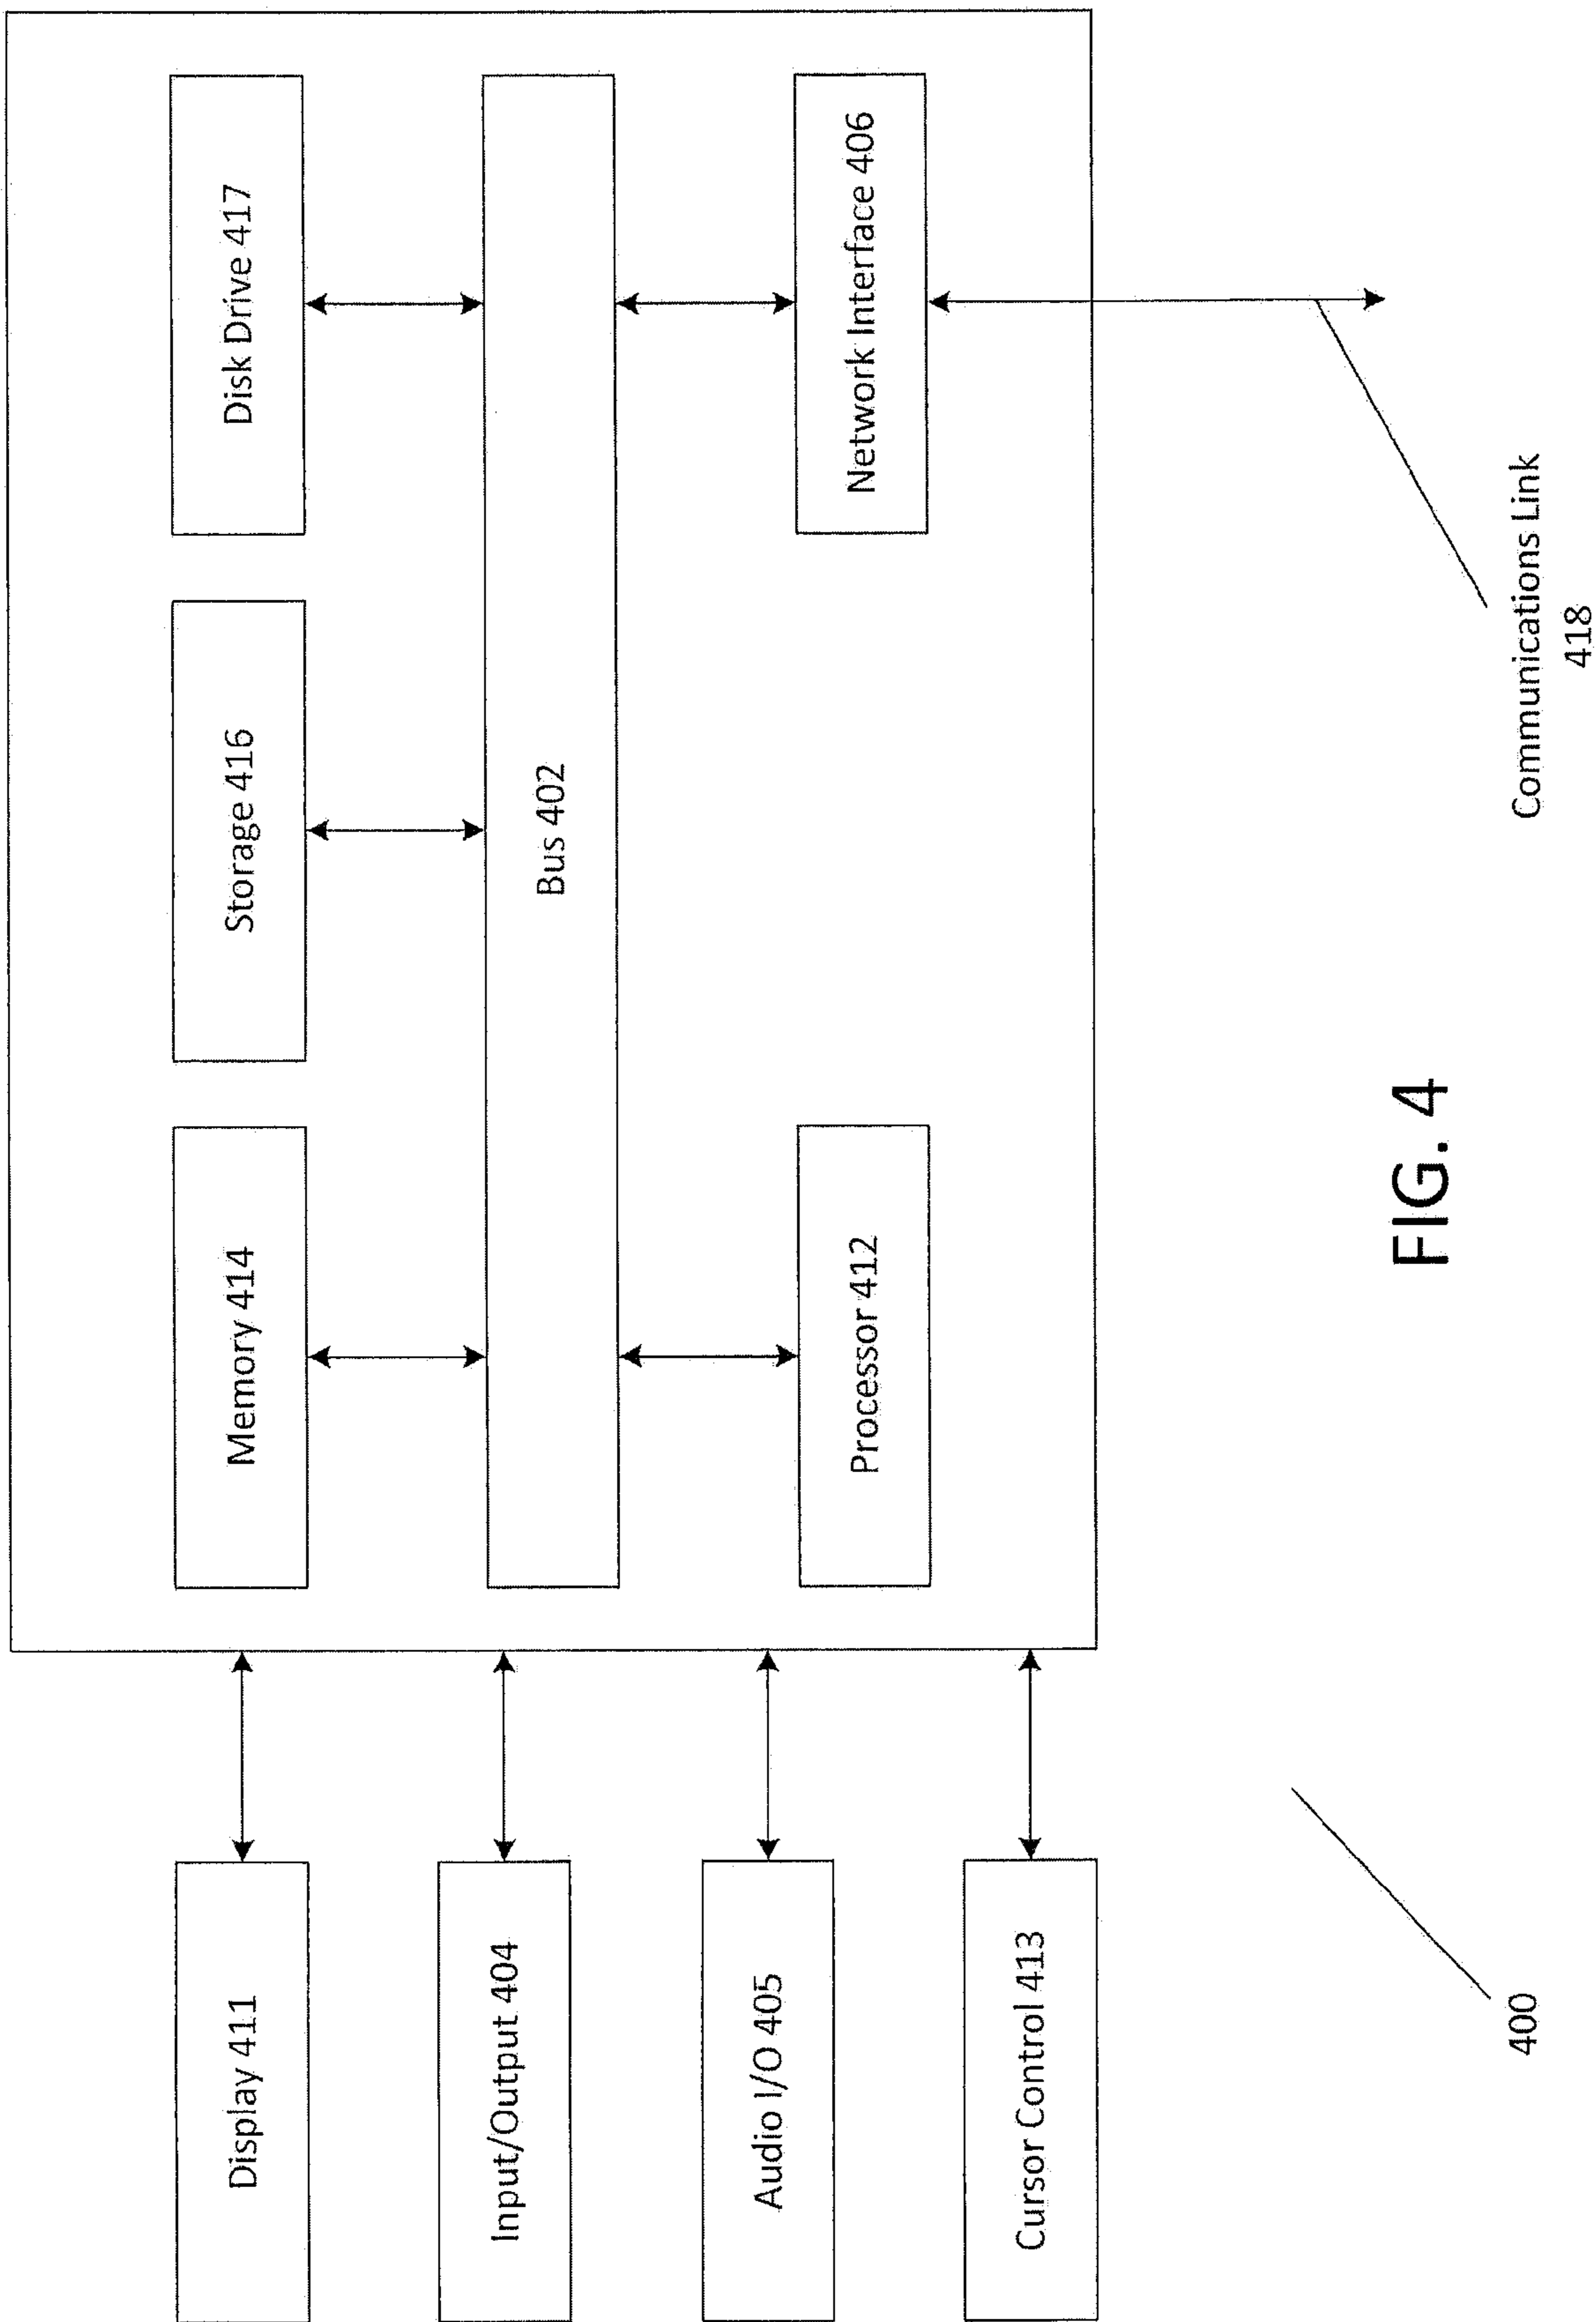 Display 411
Memory 414
Storage 416
Disk Drive 417
Input/Output 404
Bus 402
Audio I/O 405
Cursor Control 413
Processor 412
Network Interface 406
FIG. 4
400
Communications Link
418